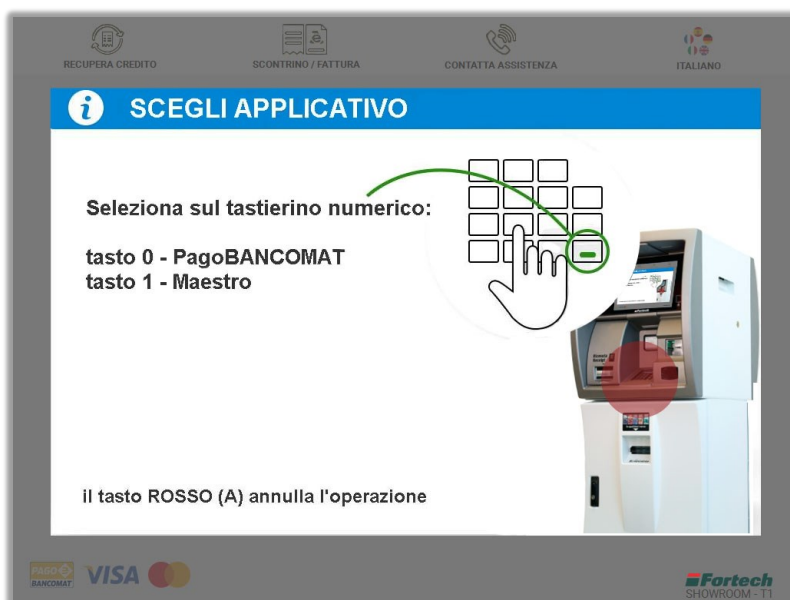 RECUPERA CREDITO
SCONTRINO / FATTURA
CONTATTA ASSISTENZA
ITALIANO
i SCEGLI APPLICATIVO
Seleziona sul tastierino numerico:
tasto 0 - PagoBANCOMAT
tasto 1 - Maestro
il tasto ROSSO (A) annulla l'operazione
PAGO
BANCOMAT
VISA
Fortech
SHOWROOM - T1